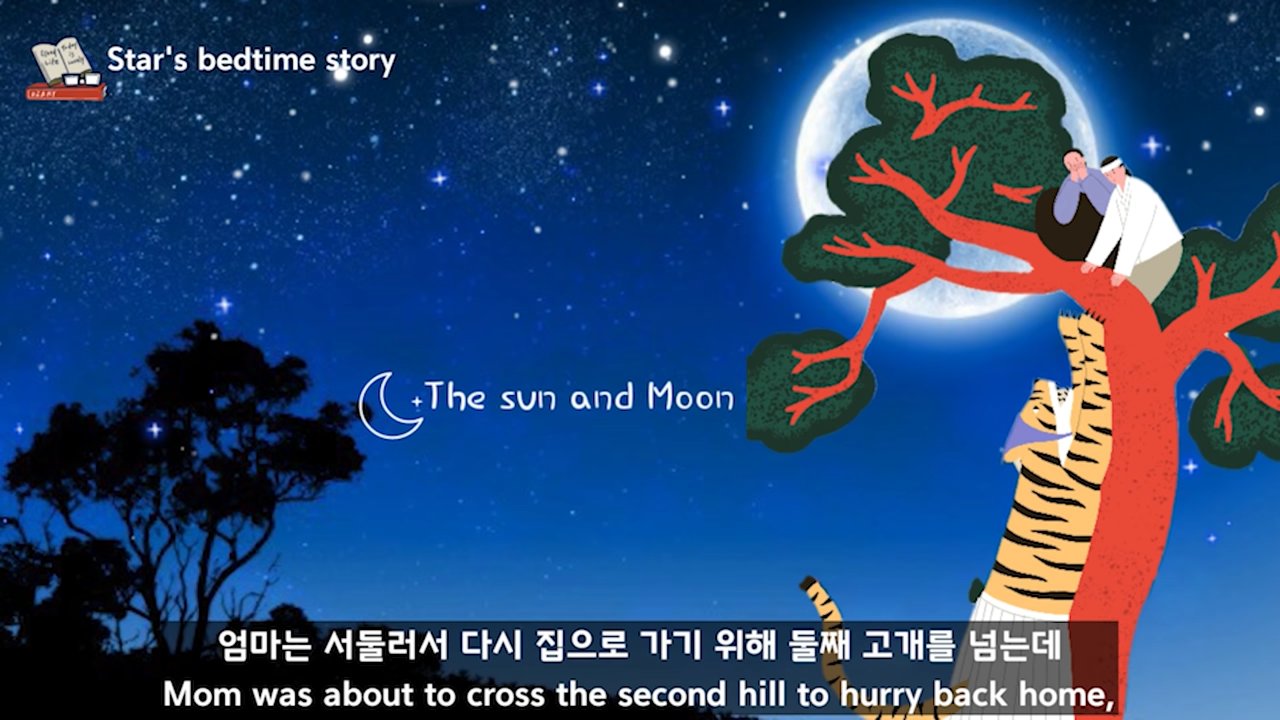 Star's bedtime story
The sun and Moon
엄마는 서둘러서 다시 집으로 가기 위해 둘째 고개를 넘는데
Mom was about to cross the second hill to hurry back home,